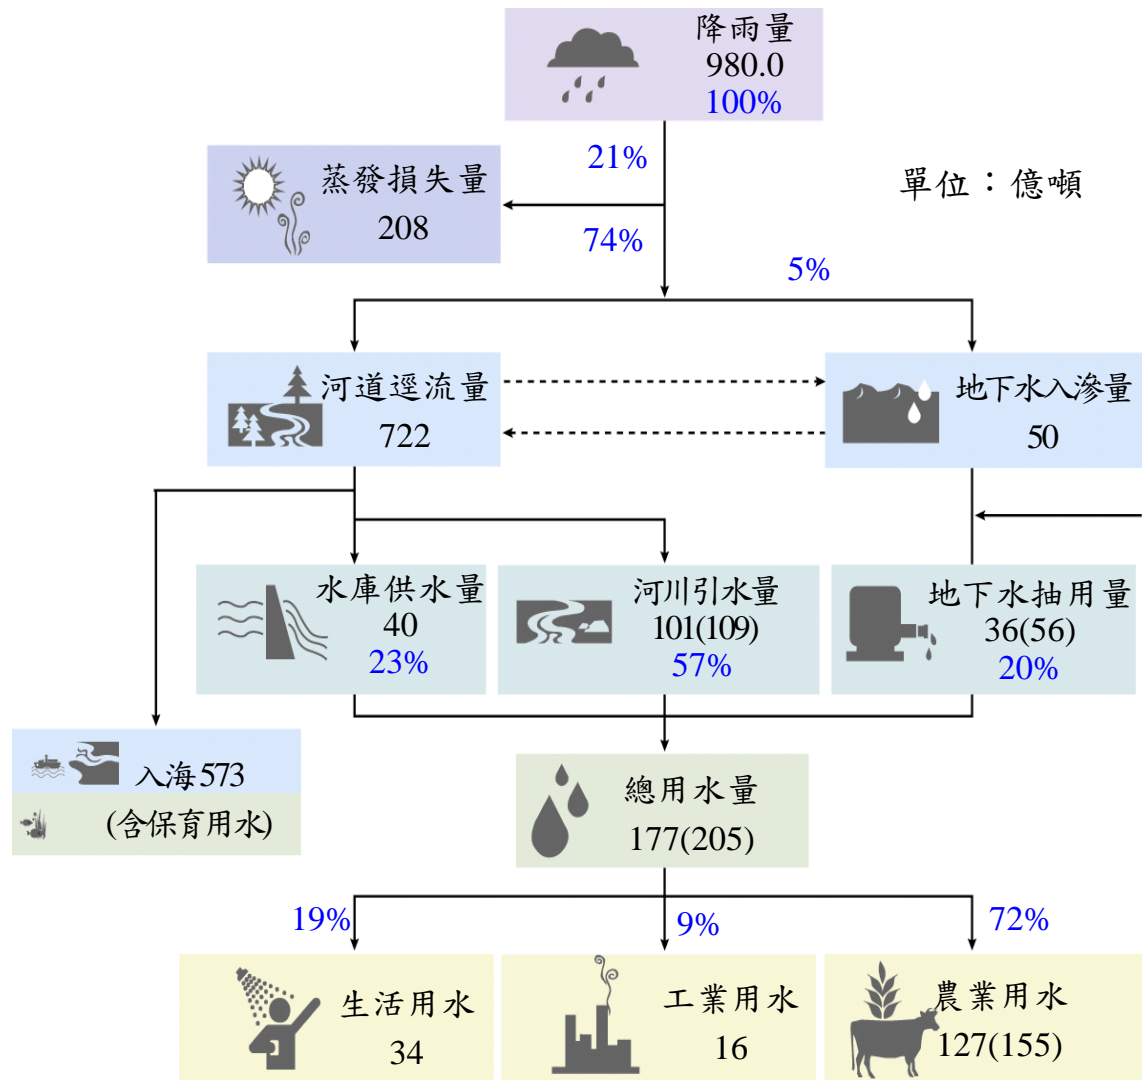 降雨量
980.0
100%
21%
蒸發損失量
208
單位：億噸
74%
5%
河道逕流量
722
地下水入滲量
50
水庫供水量
40
23%
河川引水量
101(109)
57%
地下水抽用量
36(56)
20%
入海573
(含保育用水)
總用水量
177(205)
19%
9%
72%
生活用水
34
工業用水
16
農業用水
127(155)